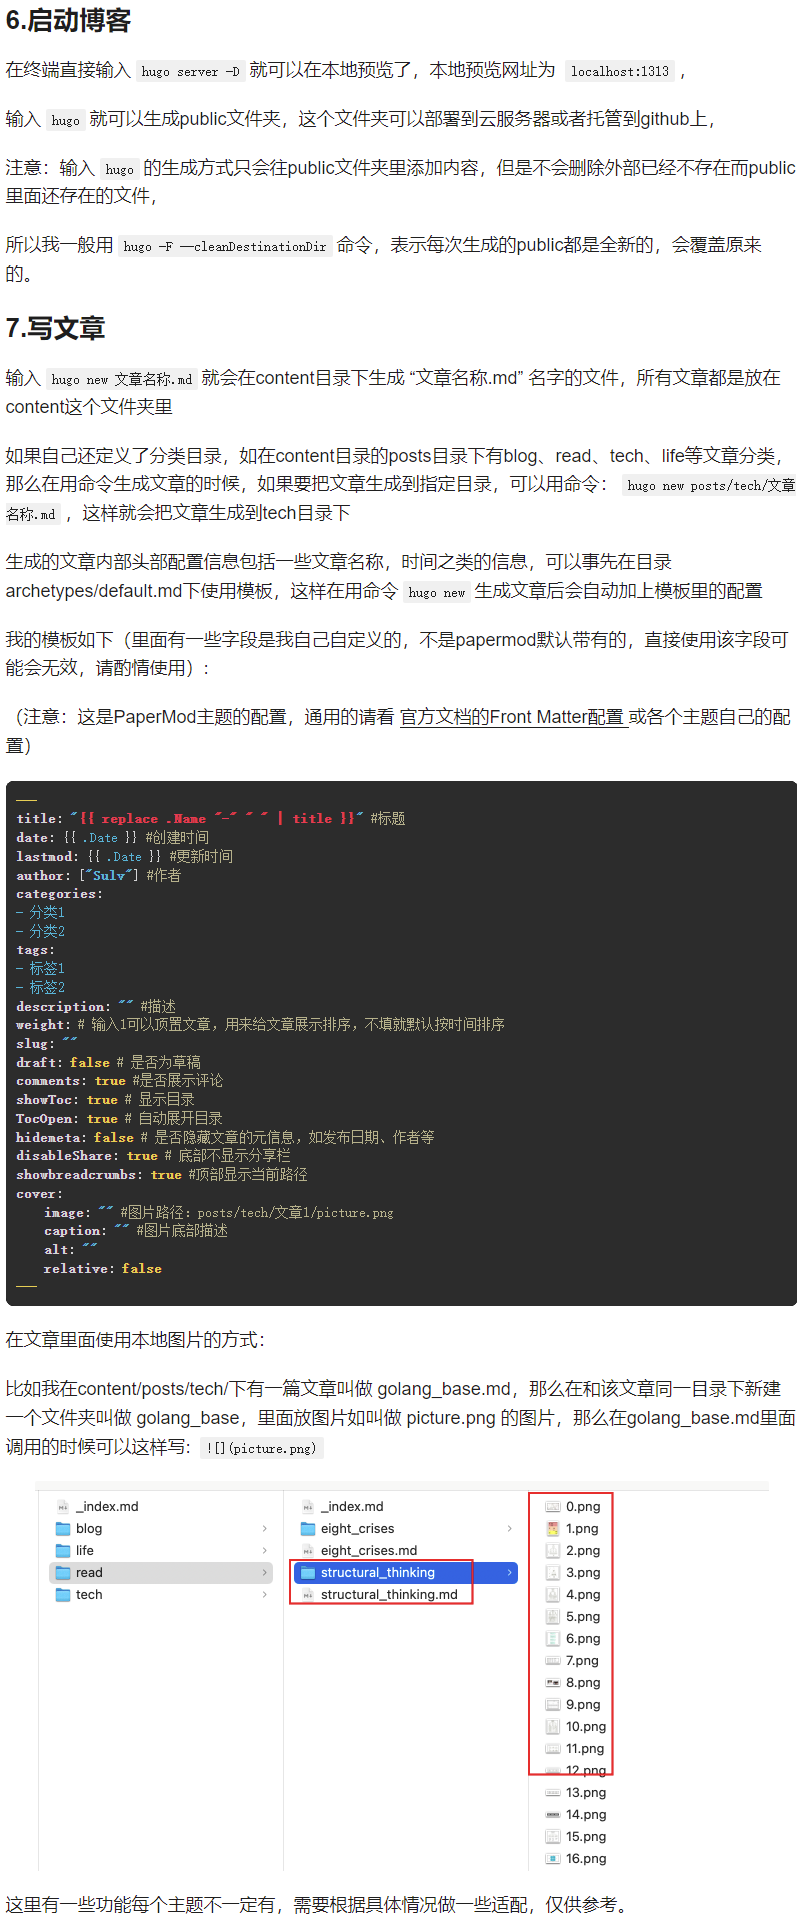 6.启动博客
在终端直接输入 hugo server -D 就可以在本地预览了，本地预览网址为 localhost:1313 ，
输入 hugo 就可以生成public文件夹，这个文件夹可以部署到云服务器或者托管到github上，
注意：输入 hugo 的生成方式只会往public文件夹里添加内容，但是不会删除外部已经不存在而public
里面还存在的文件，
所以我一般用 hugo -F --cleanDestinationDir 命令，表示每次生成的public都是全新的，会覆盖原来
的。
7.写文章
输入 hugo new 文章名称.md 就会在content目录下生成 “文章名称.md” 名字的文件，所有文章都是放在
content这个文件夹里
如果自己还定义了分类目录，如在content目录的posts目录下有blog、read、tech、life等文章分类，
那么在用命令生成文章的时候，如果要把文章生成到指定目录，可以用命令： hugo new posts/tech/文章
名称.md ，这样就会把文章生成到tech目录下
生成的文章内部头部配置信息包括一些文章名称，时间之类的信息，可以事先在目录
archetypes/default.md下使用模板，这样在用命令 hugo new 生成文章后会自动加上模板里的配置
我的模板如下（里面有一些字段是我自己自定义的，不是papermod默认带有的，直接使用该字段可
能会无效，请酌情使用）:
（注意：这是PaperMod主题的配置，通用的请看 官方文档的Front Matter配置 或各个主题自己的配
置）
---
title: "{{ replace .Name "-" " " | title }}" #标题
date: {{ .Date }} #创建时间
lastmod: {{ .Date }} #更新时间
author: ["Sulv"] #作者
categories:
- 分类1
- 分类2
tags:
- 标签1
- 标签2
description: "" #描述
weight: # 输入1可以顶置文章，用来给文章展示排序，不填就默认按时间排序
slug: ""
draft: false # 是否为草稿
comments: true #是否展示评论
showToc: true # 显示目录
TocOpen: true # 自动展开目录
hidemeta: false # 是否隐藏文章的元信息，如发布日期、作者等
disableShare: true # 底部不显示分享栏
showbreadcrumbs: true #顶部显示当前路径
cover:
image: "" #图片路径：posts/tech/文章1/picture.png
caption: "" #图片底部描述
alt: ""
relative: false
---
在文章里面使用本地图片的方式：
比如我在content/posts/tech/下有一篇文章叫做 golang_base.md，那么在和该文章同一目录下新建
一个文件夹叫做 golang_base，里面放图片如叫做 picture.png 的图片，那么在golang_base.md里面
调用的时候可以这样写: ![](picture.png)
_index.md
blog
life
read
tech
_index.md
eight_crises
eight_crises.md
structural_thinking
structural_thinking.md
0.png
1.png
2.png
3.png
4.png
5.png
6.png
7.png
8.png
9.png
10.png
11.png
12.png
13.png
14.png
15.png
16.png
这里有一些功能每个主题不一定有，需要根据具体情况做一些适配，仅供参考。